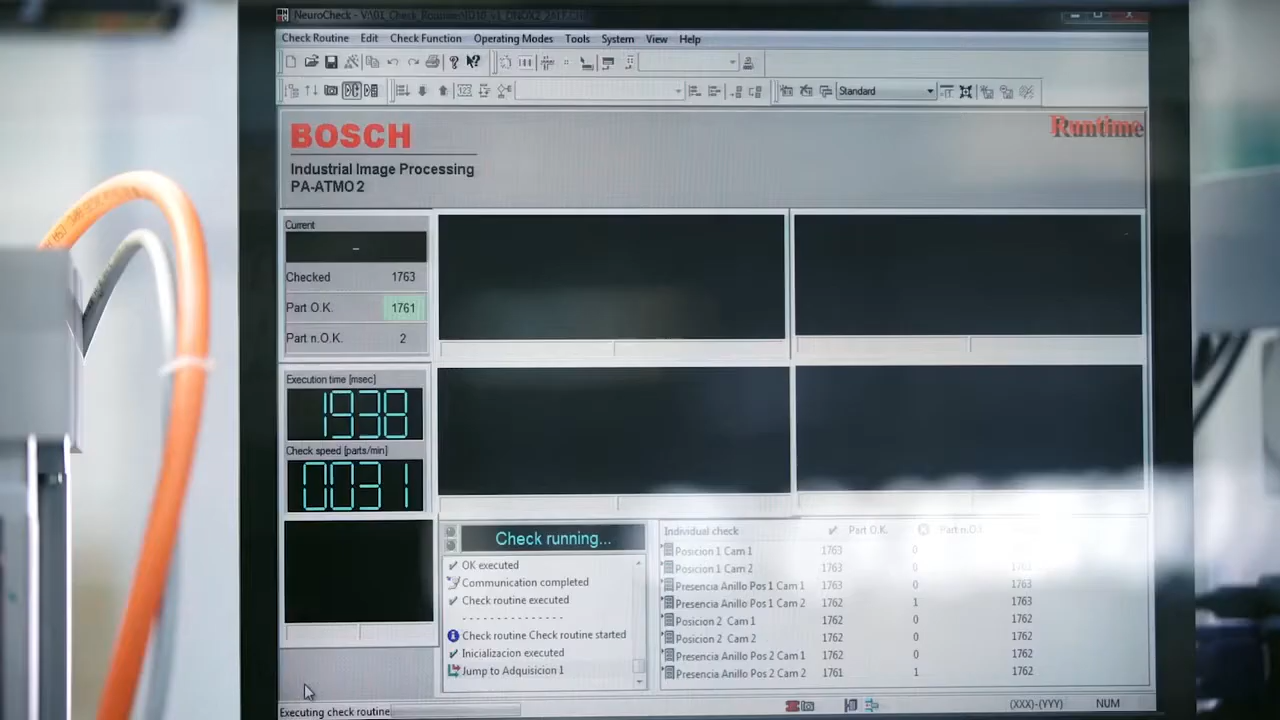 NeuroCheck -
Check Routine Edit Check Function Operating Modes Tools System View Help
Standard
BOSCH
Runtime
Industrial Image Processing
PA-ATMO 2
Current
-
Checked 1763
Part O.K. 1761
Part n.O.K. 2
Execution time [msec]
1938
Check speed [parts/min]
0031
Check running...
OK executed
Communication completed
Check routine executed
- - - - - - - - - - - - - -
Check routine Check routine started
Inicializacion executed
Jump to Adquisicion 1
Individual check Part O.K. Part n.O.
Posicion 1 Cam 1 1763 0
Posicion 1 Cam 2 1763 0 1763
Presencia Anillo Pos 1 Cam 1 1763 0 1763
Presencia Anillo Pos 1 Cam 2 1762 1 1763
Posicion 2 Cam 1 1762 0 1762
Posicion 2 Cam 2 1762 0 1762
Presencia Anillo Pos 2 Cam 1 1762 0 1762
Presencia Anillo Pos 2 Cam 2 1761 1 1762
Executing check routine
(XXX)-(YYY) NUM